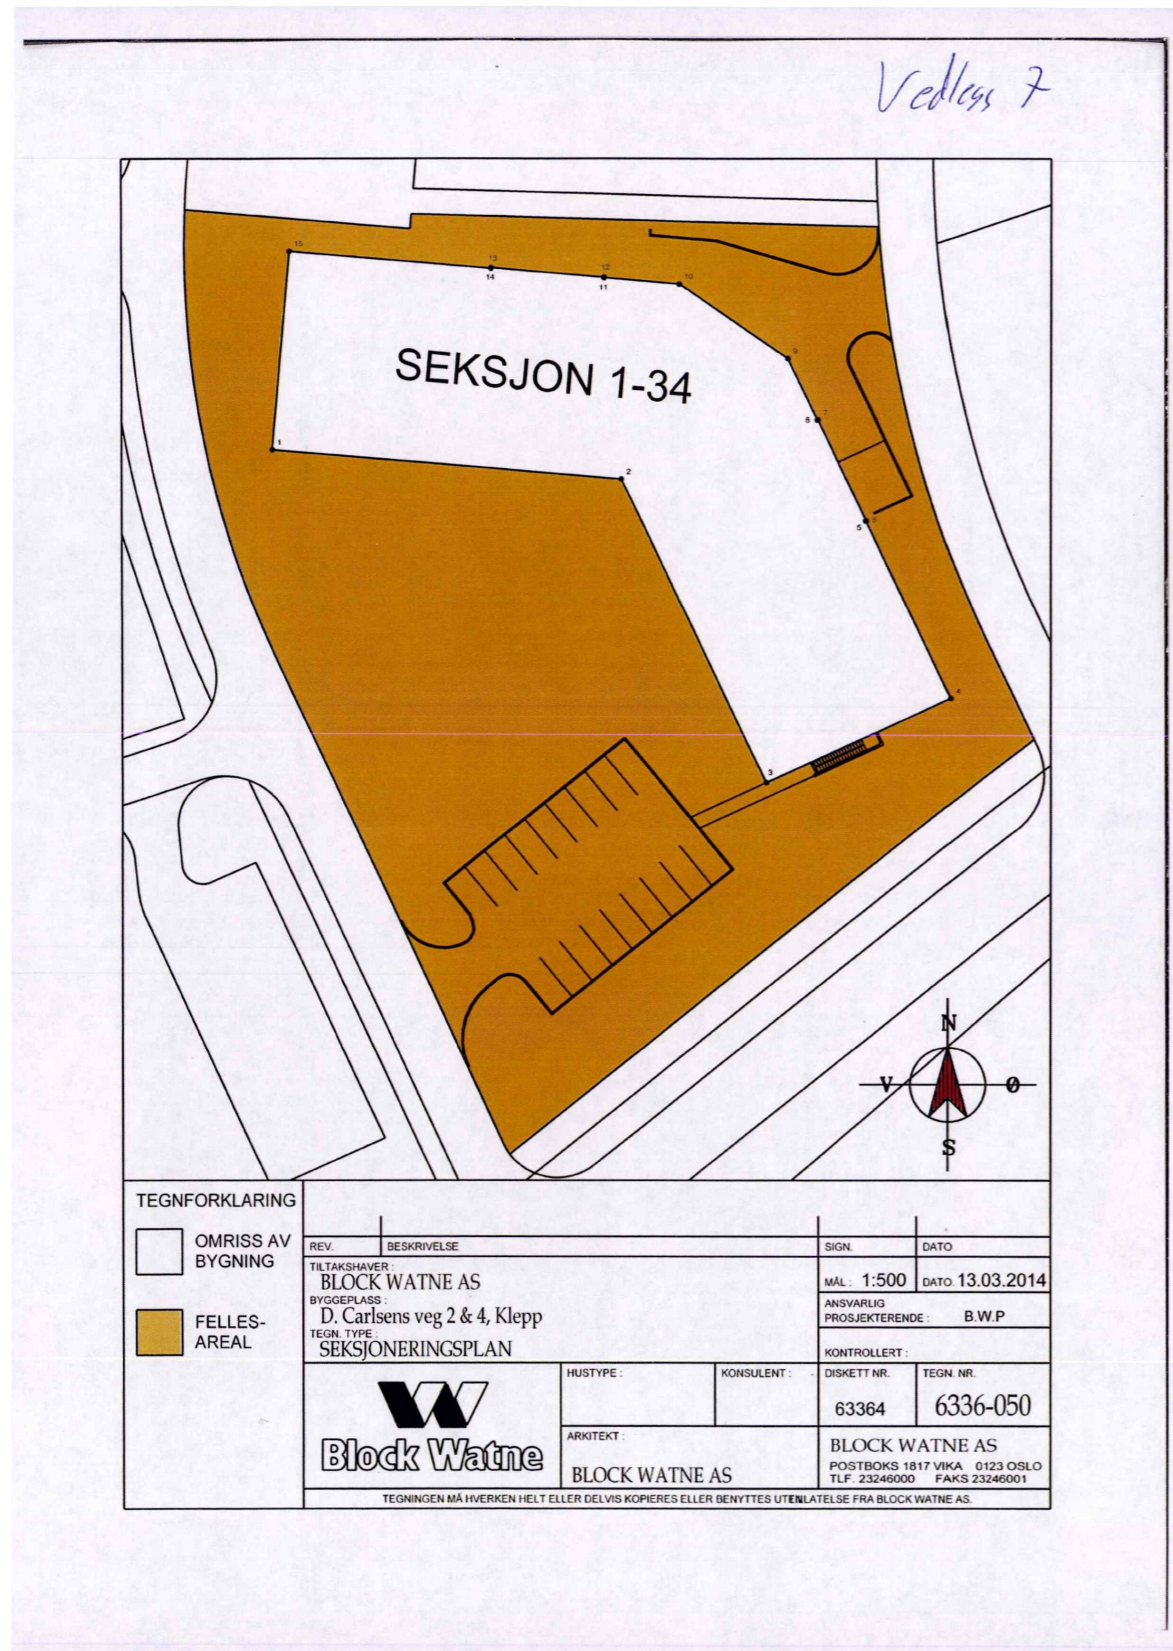 Vedlegg 7
15
13
14
12
11
10
SEKSJON 1-34
9
7
8
1
2
5
6
4
3
N
V
Ø
S
TEGNFORKLARING
OMRISS AV
BYGNING
FELLES-
AREAL
REV. BESKRIVELSE SIGN. DATO
TILTAKSHAVER :
BLOCK WATNE AS
MÅL : 1:500 DATO. 13.03.2014
BYGGEPLASS :
D. Carlsens veg 2 & 4, Klepp
ANSVARLIG
PROSJEKTERENDE : B.W.P
TEGN. TYPE :
SEKSJONERINGSPLAN
KONTROLLERT :
HUSTYPE : KONSULENT : DISKETT NR. TEGN. NR.
63364 6336-050
Block Watne
ARKITEKT :
BLOCK WATNE AS
BLOCK WATNE AS
POSTBOKS 1817 VIKA 0123 OSLO
TLF. 23246000 FAKS 23246001
TEGNINGEN MÅ HVERKEN HELT ELLER DELVIS KOPIERES ELLER BENYTTES FRA BLOCK WATNE AS.